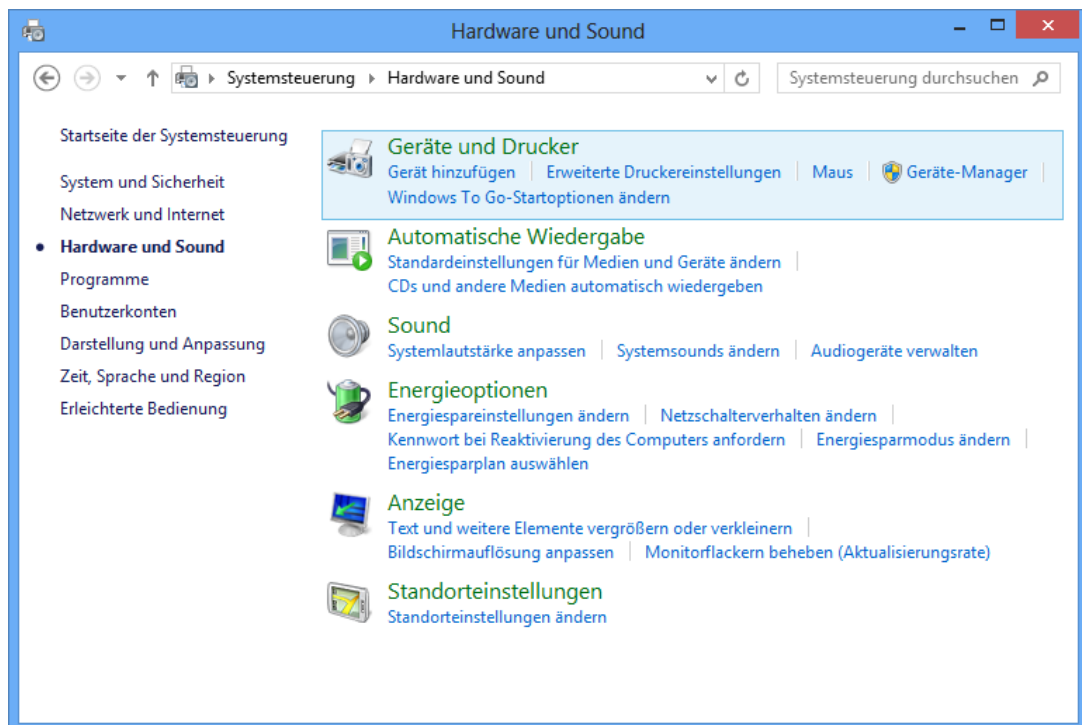 Hardware und Sound
Systemsteuerung Hardware und Sound Systemsteuerung durchsuchen
Startseite der Systemsteuerung
System und Sicherheit
Netzwerk und Internet
Hardware und Sound
Programme
Benutzerkonten
Darstellung und Anpassung
Zeit, Sprache und Region
Erleichterte Bedienung
Geräte und Drucker
Gerät hinzufügen Erweiterte Druckereinstellungen Maus Geräte-Manager
Windows To Go-Startoptionen ändern
Automatische Wiedergabe
Standardeinstellungen für Medien und Geräte ändern
CDs und andere Medien automatisch wiedergeben
Sound
Systemlautstärke anpassen Systemsounds ändern Audiogeräte verwalten
Energieoptionen
Energiespareinstellungen ändern Netzschalterverhalten ändern
Kennwort bei Reaktivierung des Computers anfordern Energiesparmodus ändern
Energiesparplan auswählen
Anzeige
Text und weitere Elemente vergrößern oder verkleinern
Bildschirmauflösung anpassen Monitorflackern beheben (Aktualisierungsrate)
Standorteinstellungen
Standorteinstellungen ändern